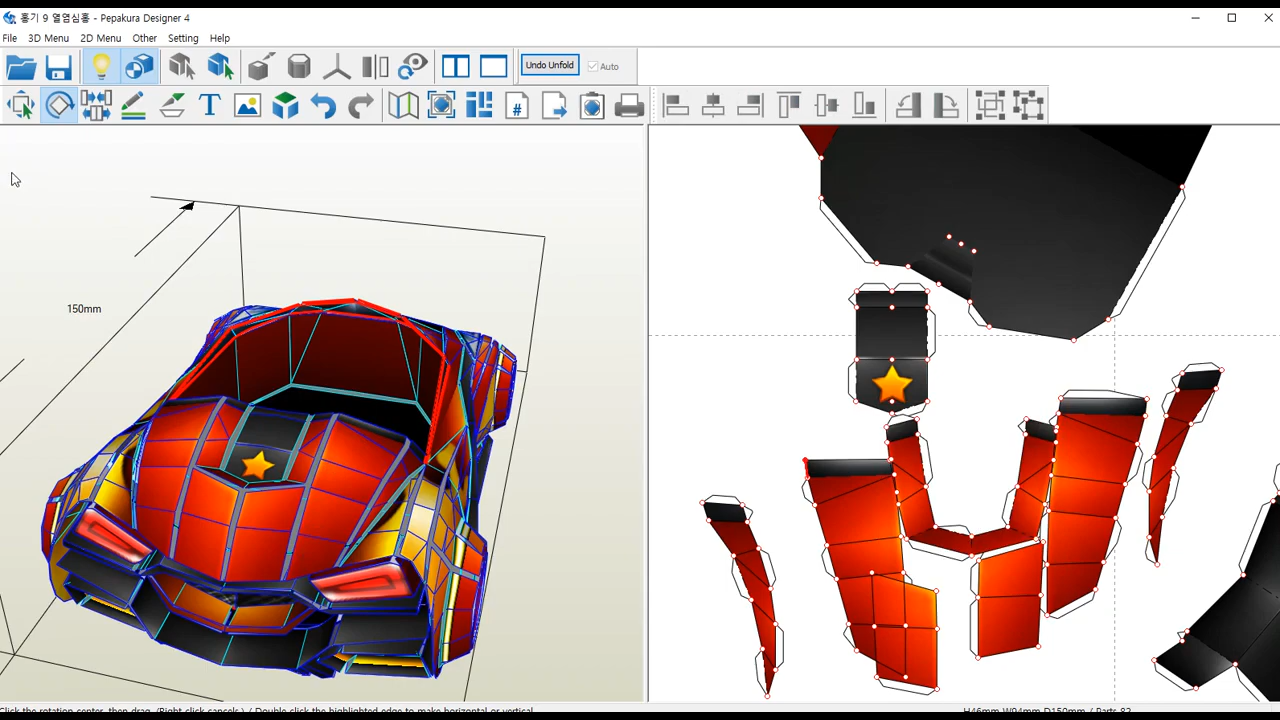 홍기 9 열염심홍 - Pepakura Designer 4
File 3D Menu 2D Menu Other Setting Help
Undo Unfold
Auto
150mm
Click the rotation center, then drag. (Right click cancels.) / Double click the highlighted edge to make horizontal or vertical.
H46mm W94mm D150mm / Parts 82